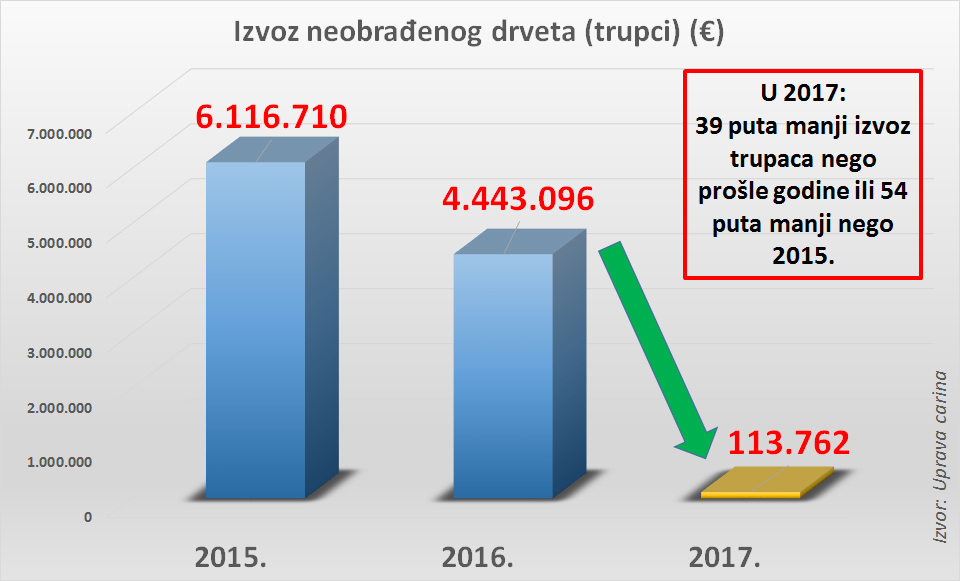 Izvoz neobrađenog drveta (trupci) (€)
7.000.000
6.000.000
5.000.000
4.000.000
3.000.000
2.000.000
1.000.000
0
6.116.710
4.443.096
113.762
U 2017:
39 puta manji izvoz
trupaca nego
prošle godine ili 54
puta manji nego
2015.
2015.
2016.
2017.
Izvor: Uprava carina